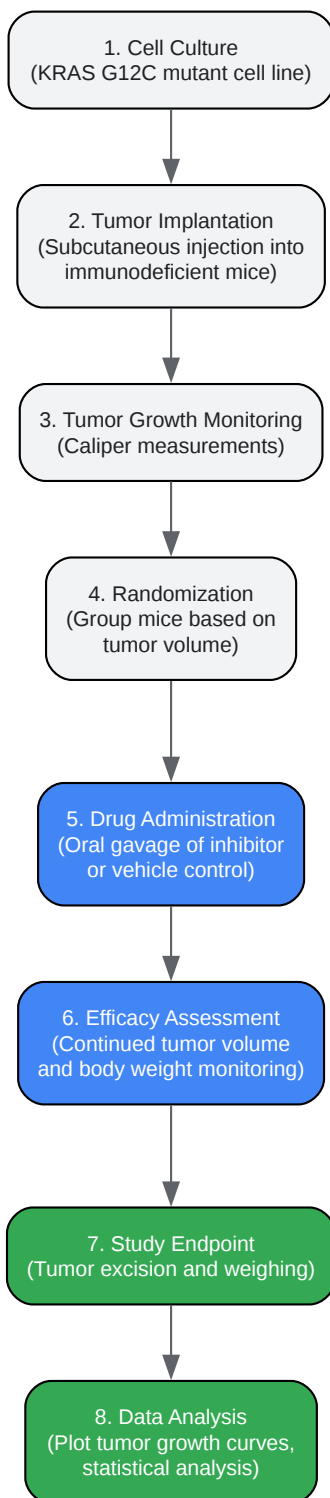 1. Cell Culture
(KRAS G12C mutant cell line)
2. Tumor Implantation
(Subcutaneous injection into
immunodeficient mice)
3. Tumor Growth Monitoring
(Caliper measurements)
4. Randomization
(Group mice based on
tumor volume)
5. Drug Administration
(Oral gavage of inhibitor
or vehicle control)
6. Efficacy Assessment
(Continued tumor volume
and body weight monitoring)
7. Study Endpoint
(Tumor excision and weighing)
8. Data Analysis
(Plot tumor growth curves,
statistical analysis)